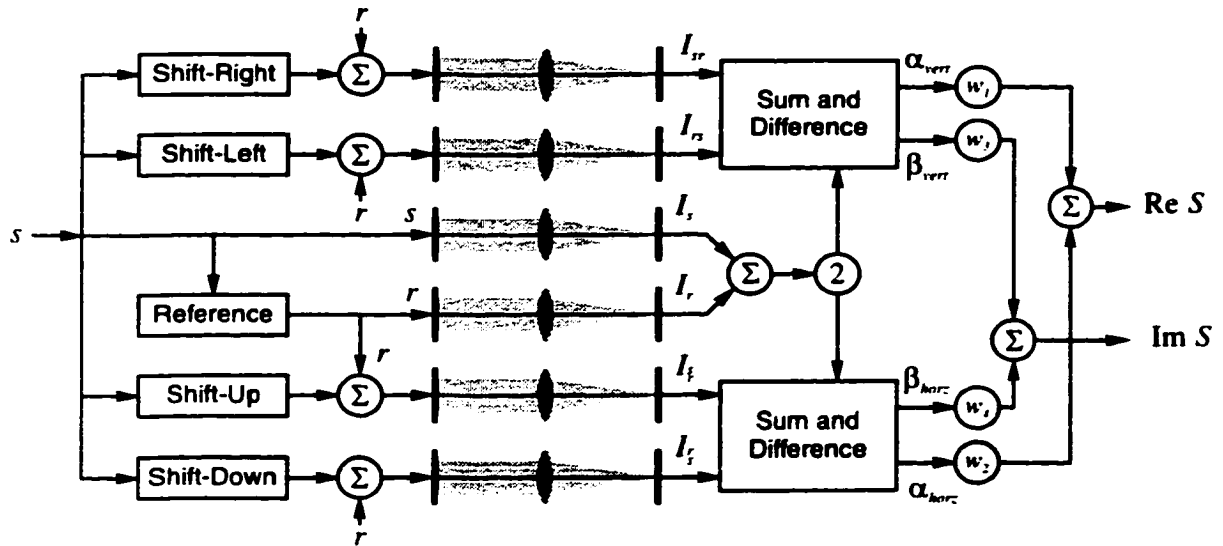 r
Shift-Right Σ I_sr α_vert w_1
Sum and
Difference
Shift-Left Σ I_rs β_vert w_3
r
s s I_s Σ Re S
Σ 2
Reference r I_r
Σ Im S
r
Shift-Up Σ I β_horz w_4
Sum and
Difference
Shift-Down Σ I w_2
r α_horz